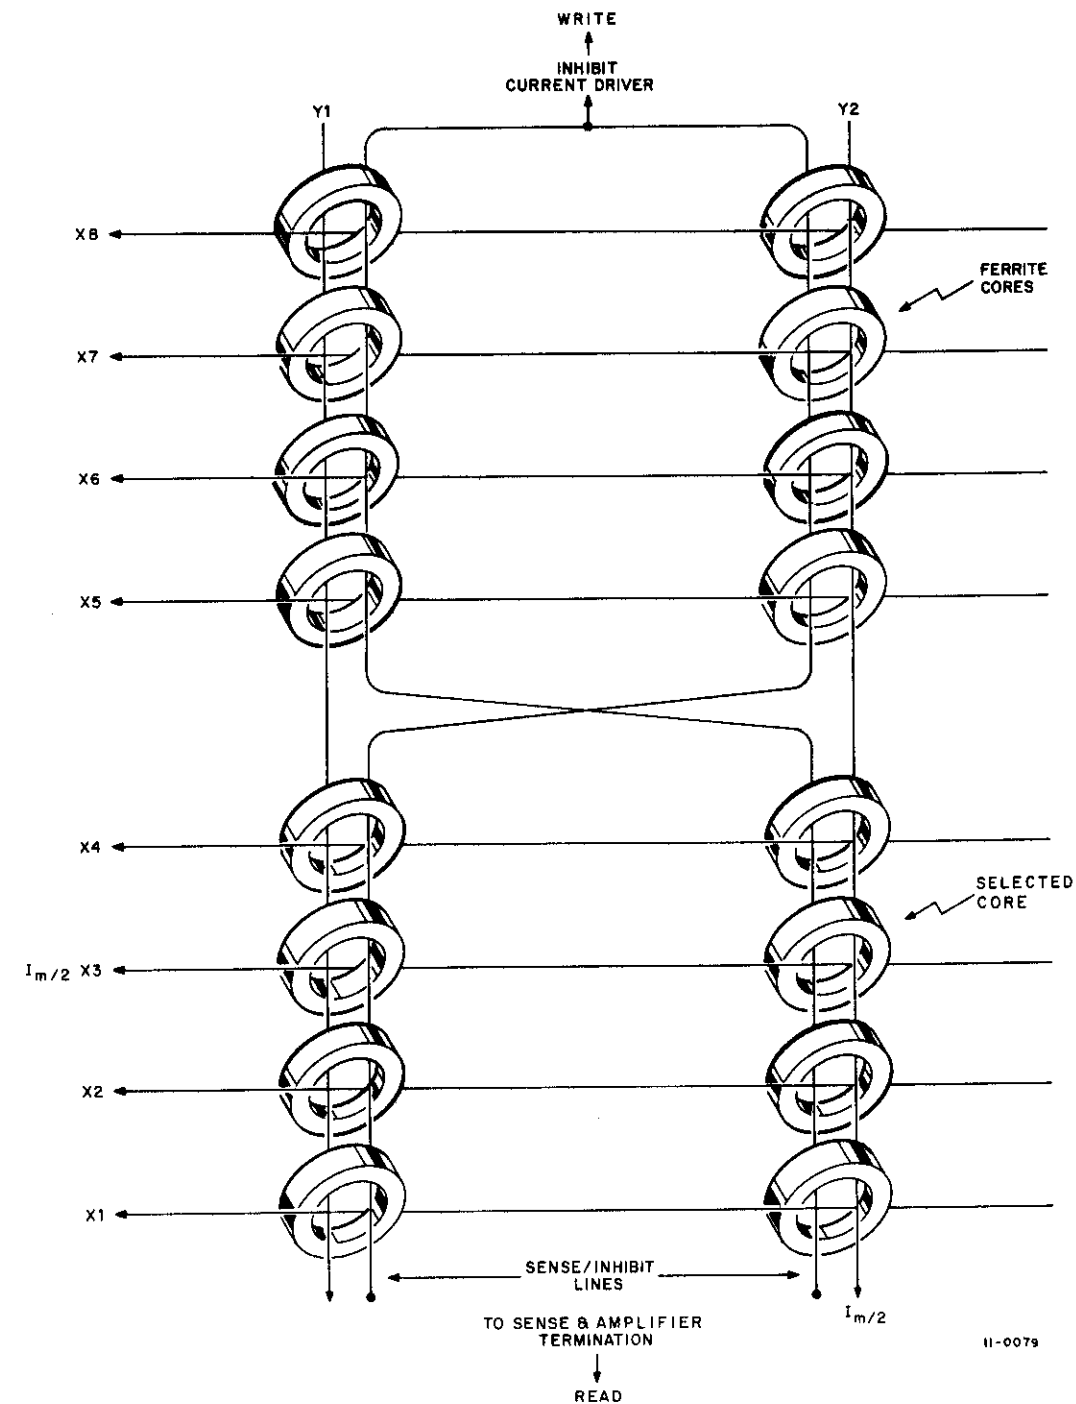 WRITE
INHIBIT
CURRENT DRIVER
Y1
Y2
X8
FERRITE
CORES
X7
X6
X5
X4
SELECTED
CORE
Im/2 X3
X2
X1
SENSE/INHIBIT
LINES
Im/2
TO SENSE & AMPLIFIER
TERMINATION
11-0079
READ